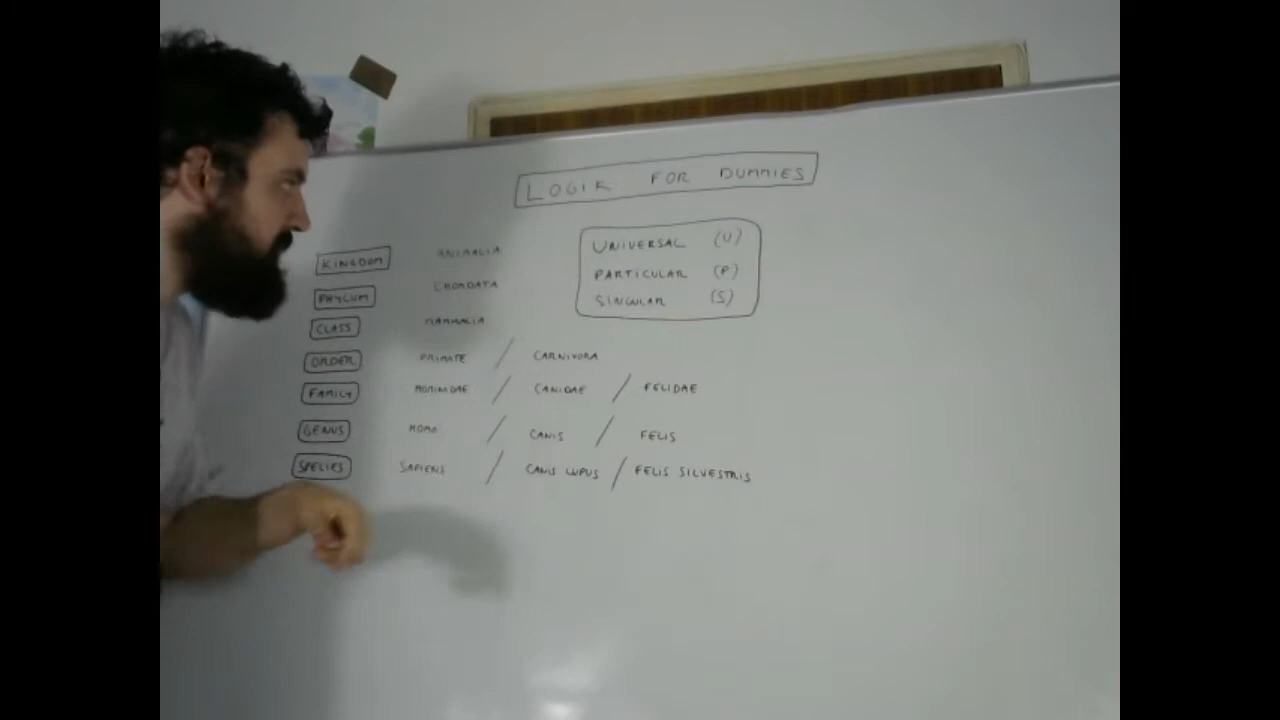 LOGIK FOR DUMMIES
UNIVERSAL (U)
PARTICULAR (P)
SINGULAR (S)
KINGDOM ANIMALIA
PHYLUM CHORDATA
CLASS MAMMALIA
ORDER PRIMATE / CARNIVORA
FAMILY HOMINIDAE / CANIDAE / FELIDAE
GENUS HOMO / CANIS / FELIS
SPECIES SAPIENS / CANIS LUPUS / FELIS SILVESTRIS